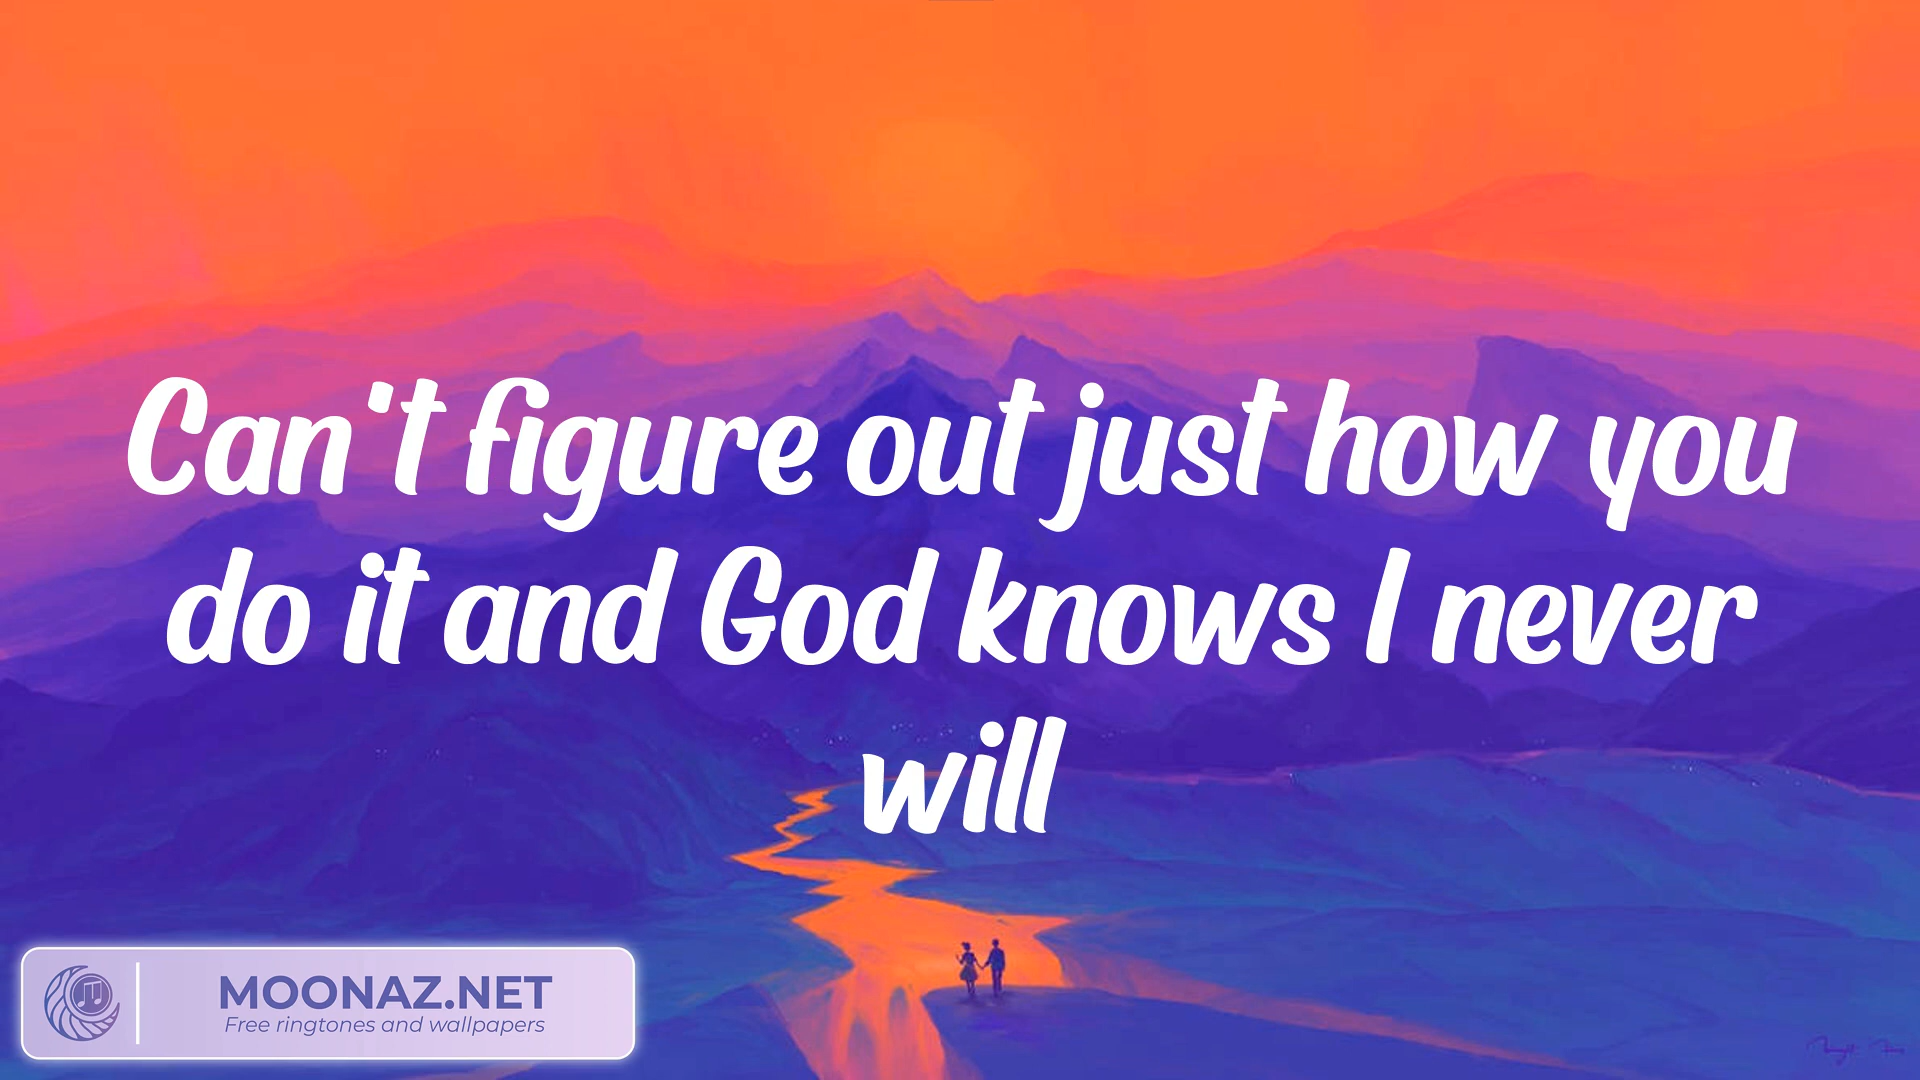 Can't figure out just how you
do it and God knows I never
will
MOONAZ.NET
Free ringtones and wallpapers